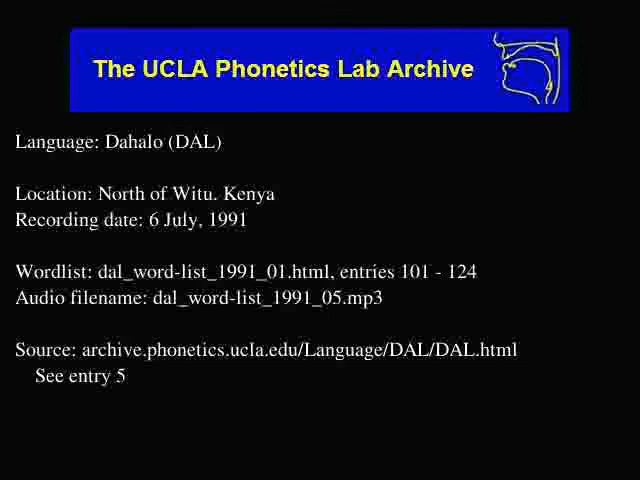 The UCLA Phonetics Lab Archive
Language: Dahalo (DAL)
Location: North of Witu. Kenya
Recording date: 6 July, 1991
Wordlist: dal_word-list_1991_01.html, entries 101 - 124
Audio filename: dal_word-list_1991_05.mp3
Source: archive.phonetics.ucla.edu/Language/DAL/DAL.html
See entry 5